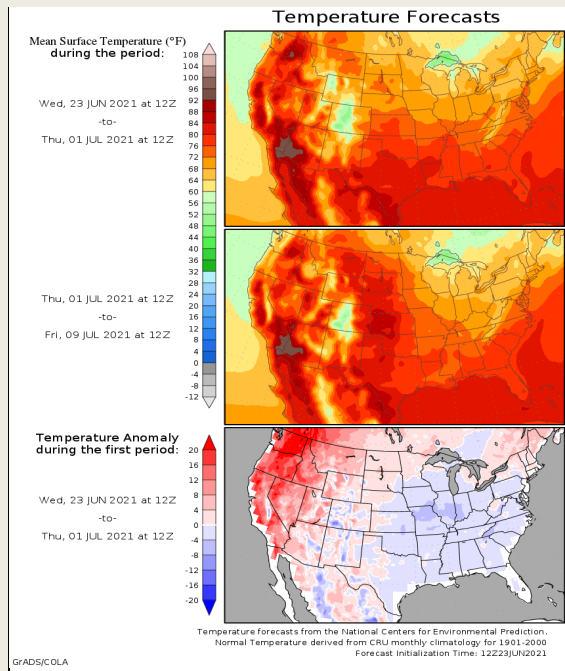 Temperature Forecasts
Mean Surface Temperature (°F)
during the period:
Wed, 23 JUN 2021 at 12Z
-to-
Thu, 01 JUL 2021 at 12Z
108
104
100
96
92
88
84
80
76
72
68
64
60
56
52
48
44
40
36
32
28
24
20
16
12
8
4
0
-4
-8
-12
Thu, 01 JUL 2021 at 12Z
-to-
Fri, 09 JUL 2021 at 12Z
Temperature Anomaly
during the first period:
Wed, 23 JUN 2021 at 12Z
-to-
Thu, 01 JUL 2021 at 12Z
20
16
12
8
4
0
-4
-8
-12
-16
-20
Temperature forecasts from the National Centers for Environmental Prediction.
Normal Temperature derived from CRU monthly climatology for 1901-2000
Forecast Initialization Time: 12Z23JUN2021
GrADS/COLA